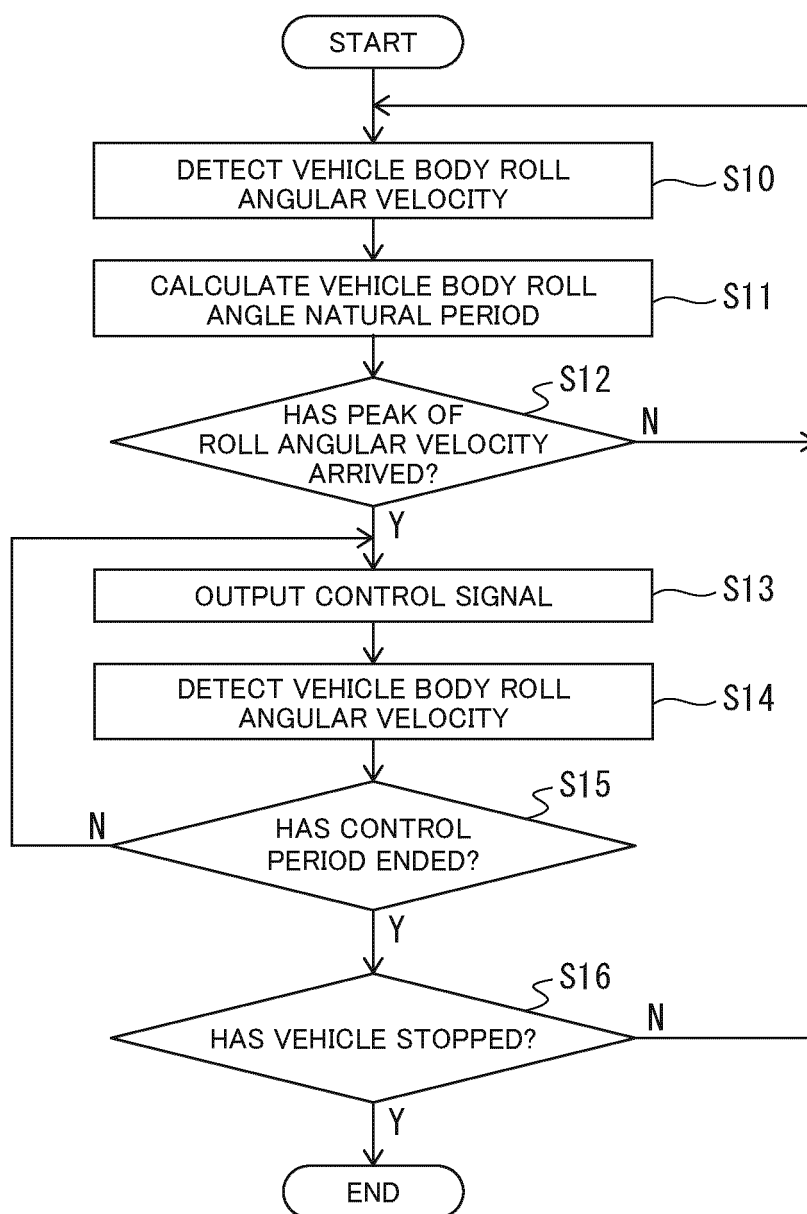 START
DETECT VEHICLE BODY ROLL
ANGULAR VELOCITY
S10
CALCULATE VEHICLE BODY ROLL
ANGLE NATURAL PERIOD
S11
S12
HAS PEAK OF
ROLL ANGULAR VELOCITY
ARRIVED?
N
Y
OUTPUT CONTROL SIGNAL
S13
DETECT VEHICLE BODY ROLL
ANGULAR VELOCITY
S14
S15
HAS CONTROL
PERIOD ENDED?
N
Y
S16
HAS VEHICLE STOPPED?
N
Y
END